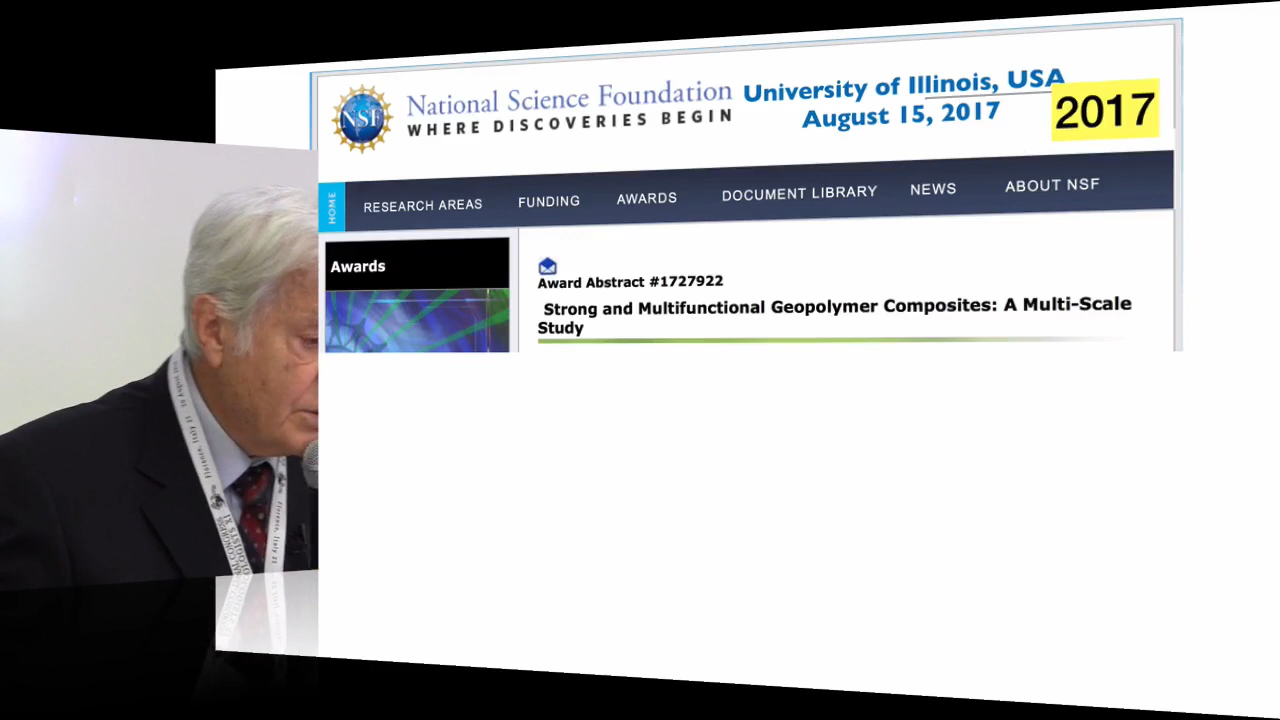 NSF
National Science Foundation
WHERE DISCOVERIES BEGIN
University of Illinois, USA
August 15, 2017
2017
HOME
RESEARCH AREAS
FUNDING
AWARDS
DOCUMENT LIBRARY
NEWS
ABOUT NSF
Awards
Award Abstract #1727922
Strong and Multifunctional Geopolymer Composites: A Multi-Scale
Study